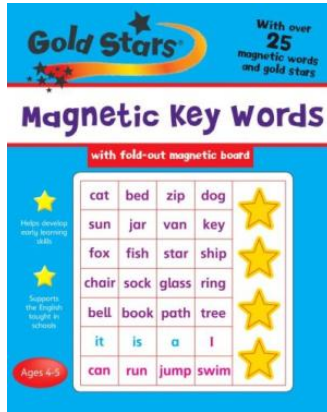 Gold Stars®
With over
25
magnetic words
and gold stars
Magnetic Key Words
with fold-out magnetic board
cat bed zip dog
sun jar van key
fox fish star ship
chair sock glass ring
bell book path tree
it is a I
can run jump swim
Helps develop
early learning
skills
Supports
the English
taught in
schools
Ages 4-5